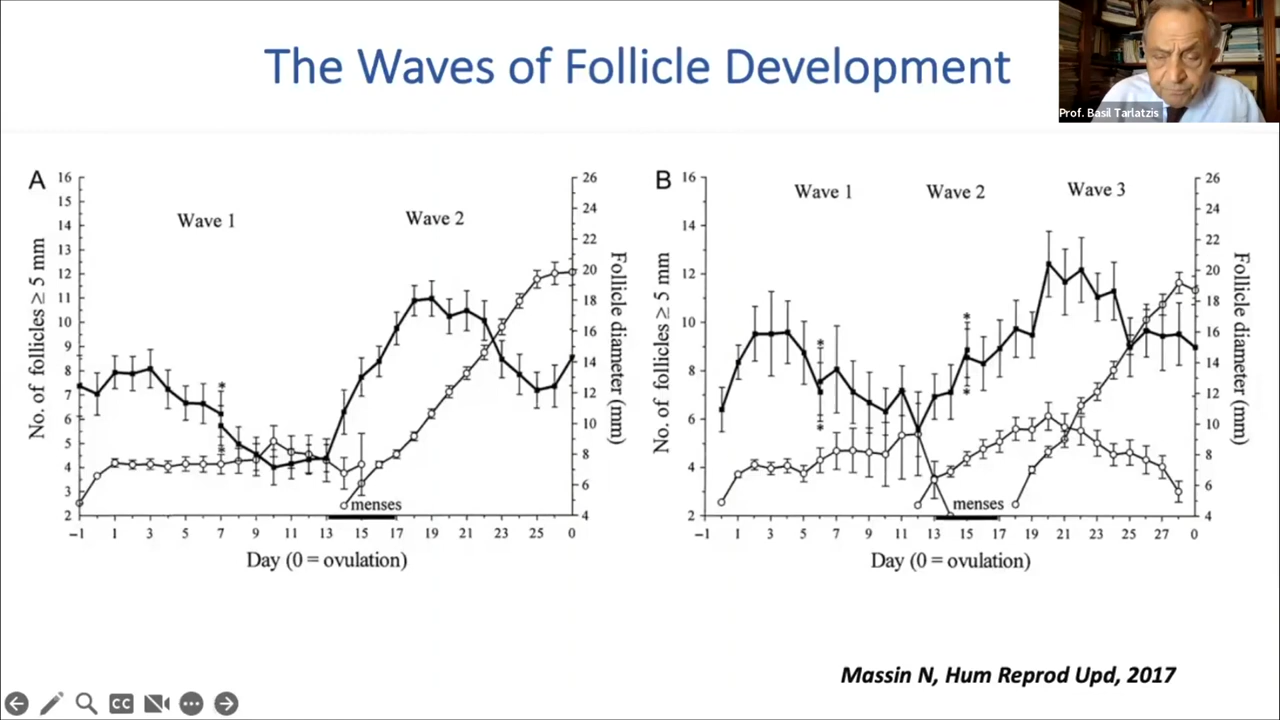 The Waves of Follicle Development
Prof. Basil Tarlatzis
A
16
15
14
13
12
11
10
9
8
7
6
5
4
3
2
No. of follicles ≥ 5 mm
Wave 1
Wave 2
*
*
*
menses
26
24
22
20
18
16
14
12
10
8
6
4
Follicle diameter (mm)
−1 1 3 5 7 9 11 13 15 17 19 21 23 25 0
Day (0 = ovulation)
B
16
14
12
10
8
6
4
2
No. of follicles ≥ 5 mm
Wave 1
Wave 2
Wave 3
*
*
*
*
menses
26
24
22
20
18
16
14
12
10
8
6
4
Follicle diameter (mm)
−1 1 3 5 7 9 11 13 15 17 19 21 23 25 27 0
Day (0 = ovulation)
Massin N, Hum Reprod Upd, 2017
CC